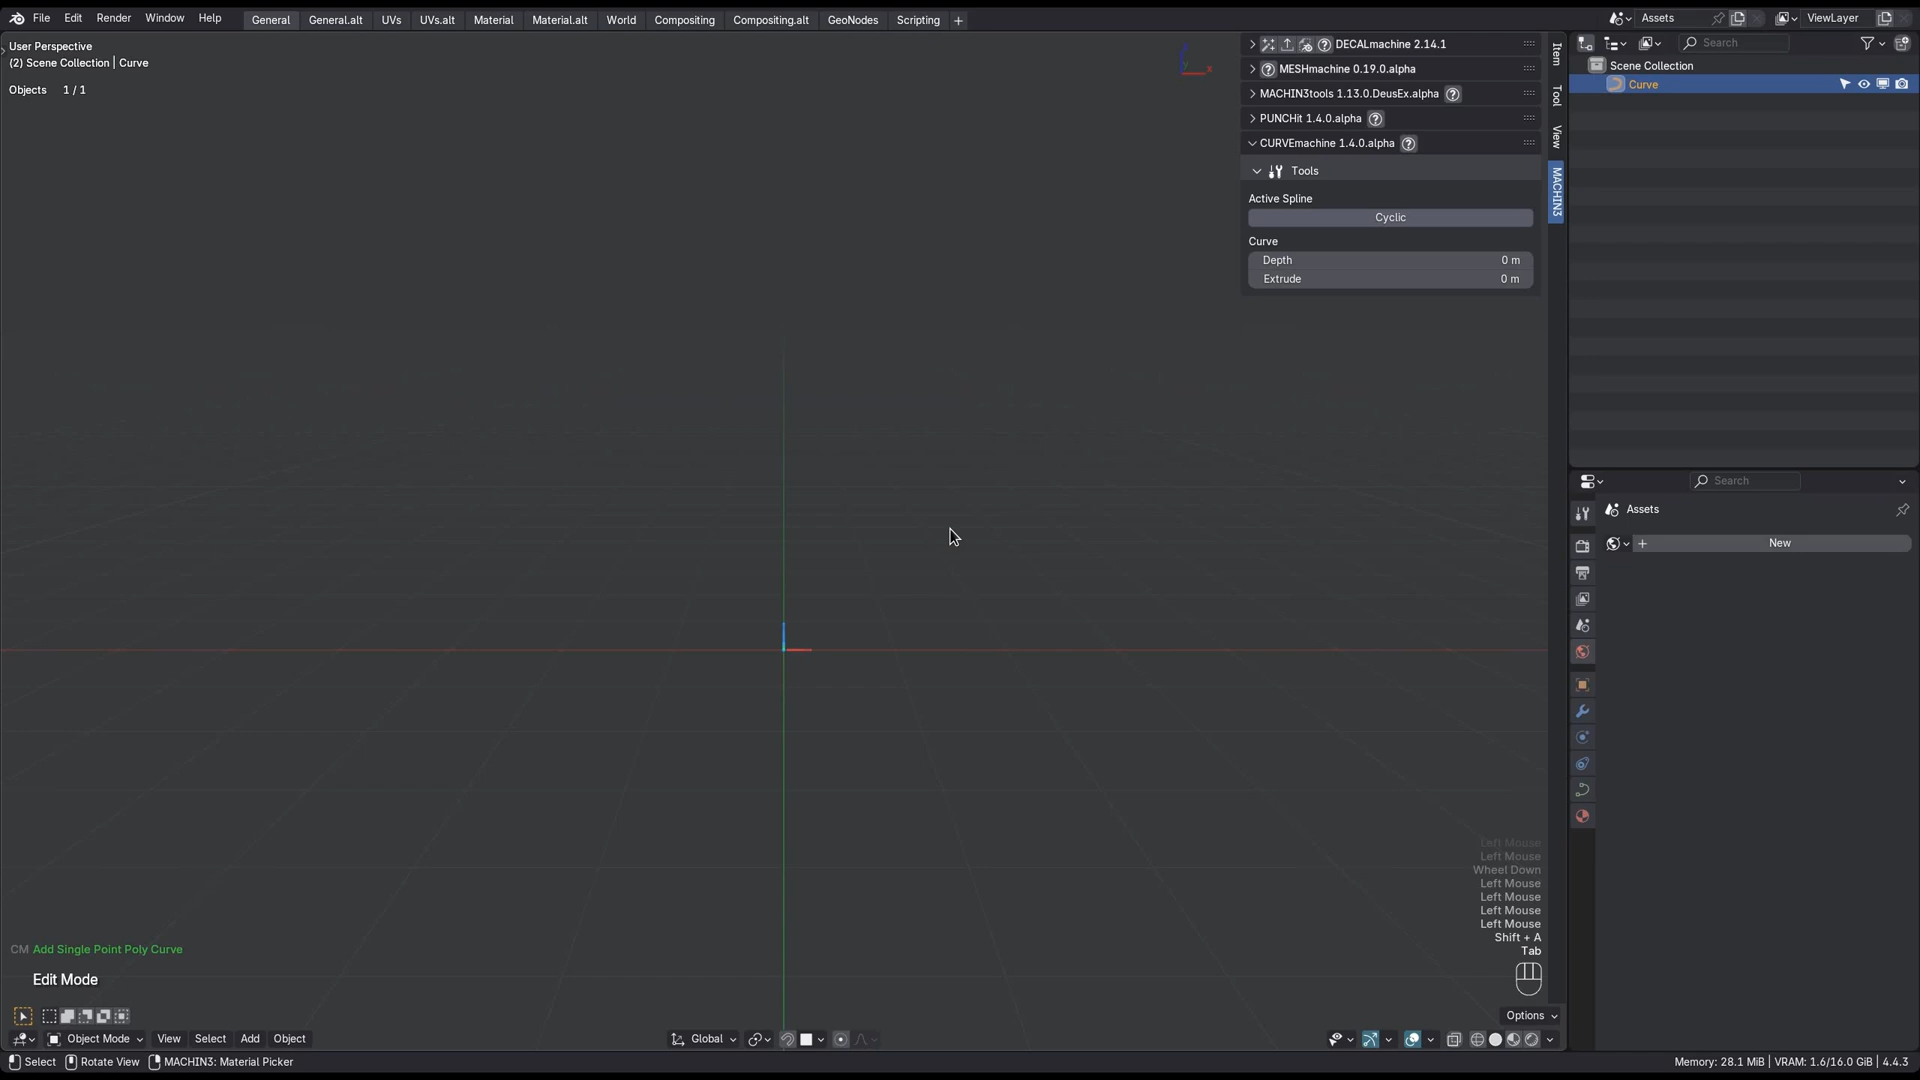 File Edit Render Window Help General General.alt UVs UVs.alt Material Material.alt World Compositing Compositing.alt GeoNodes Scripting + Assets ViewLayer
User Perspective
(2) Scene Collection | Curve
Objects 1 / 1
DECALmachine 2.14.1
MESHmachine 0.19.0.alpha
MACHIN3tools 1.13.0.DeusEx.alpha
PUNCHit 1.4.0.alpha
CURVEmachine 1.4.0.alpha
Tools
Active Spline
Cyclic
Curve
Depth 0 m
Extrude 0 m
Item
Tool
View
MACHIN3
Search
Scene Collection
Curve
Search
Assets
+ New
Left Mouse
Left Mouse
Wheel Down
Left Mouse
Left Mouse
Left Mouse
Left Mouse
Shift + A
Tab
CM Add Single Point Poly Curve
Edit Mode
Options
Object Mode View Select Add Object Global
Select Rotate View MACHIN3: Material Picker Memory: 28.1 MiB | VRAM: 1.6/16.0 GiB | 4.4.3